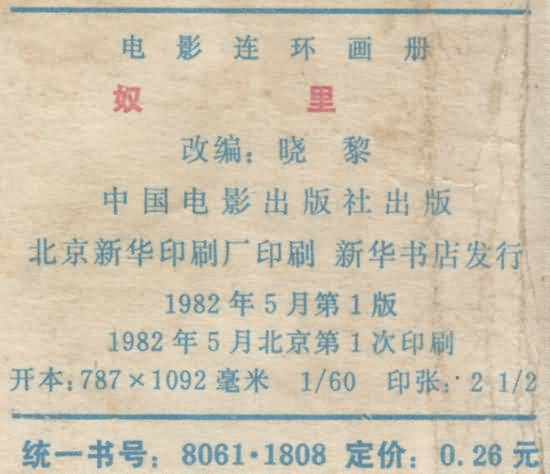 电影连环画册
奴里
改编：晓黎
中国电影出版社出版
北京新华印刷厂印刷 新华书店发行
1982年5月第1版
1982年5月北京第1次印刷
开本：787×1092毫米 1/60 印张：2 1/2
统一书号：8061·1808 定价：0.26元